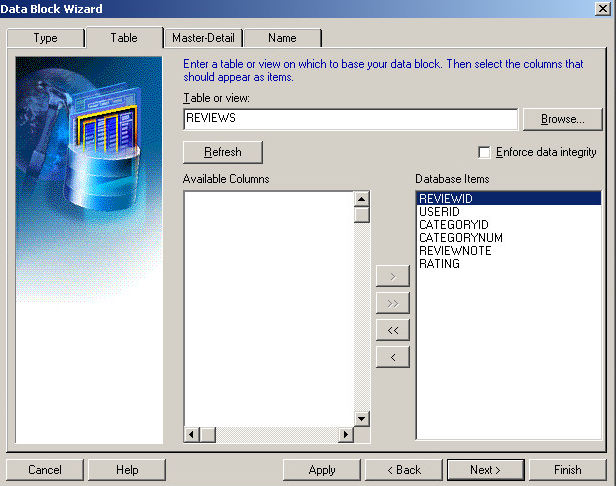 Data Block Wizard
Type Table Master-Detail Name
Enter a table or view on which to base your data block. Then select the columns that
should appear as items.
Table or view:
REVIEWS Browse...
Refresh Enforce data integrity
Available Columns Database Items
REVIEWID
USERID
CATEGORYID
CATEGORYNUM
REVIEWNOTE
RATING
>
>>
<<
<
Cancel Help Apply < Back Next > Finish